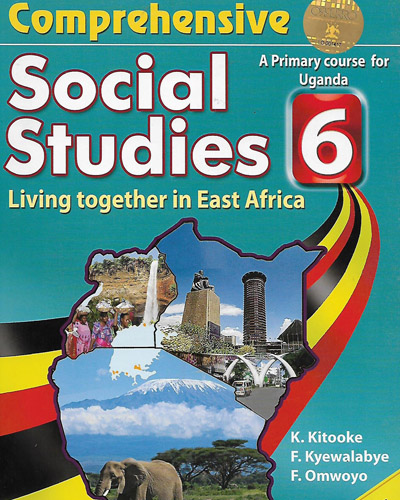 Comprehensive
A Primary course for
Uganda
Social
Studies 6
Living together in East Africa
K. Kitooke
F. Kyewalabye
F. Omwoyo